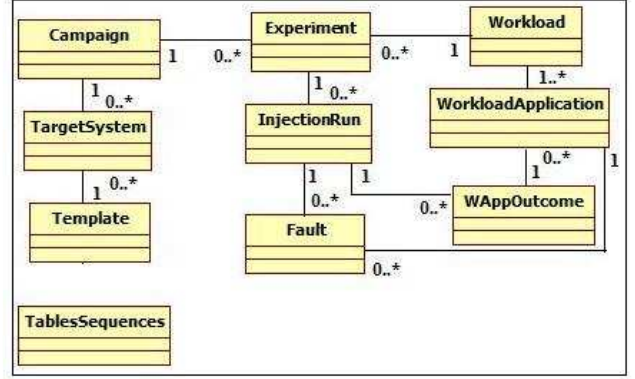 Campaign
1
0..*
Experiment
0..*
1
Workload
1
0..*
1
0..*
1..*
TargetSystem
InjectionRun
WorkloadApplication
1
0..*
1
0..*
1
0..*
0..*
1
1
Template
Fault
WAppOutcome
0..*
TablesSequences